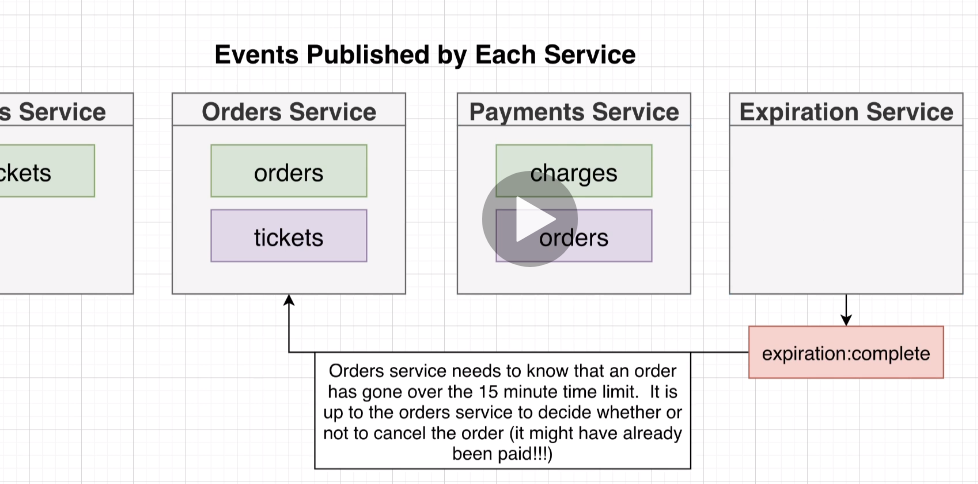 Events Published by Each Service
s Service
Orders Service
Payments Service
Expiration Service
ckets
orders
charges
tickets
orders
expiration:complete
Orders service needs to know that an order
has gone over the 15 minute time limit.  It is
up to the orders service to decide whether or
not to cancel the order (it might have already
been paid!!!)